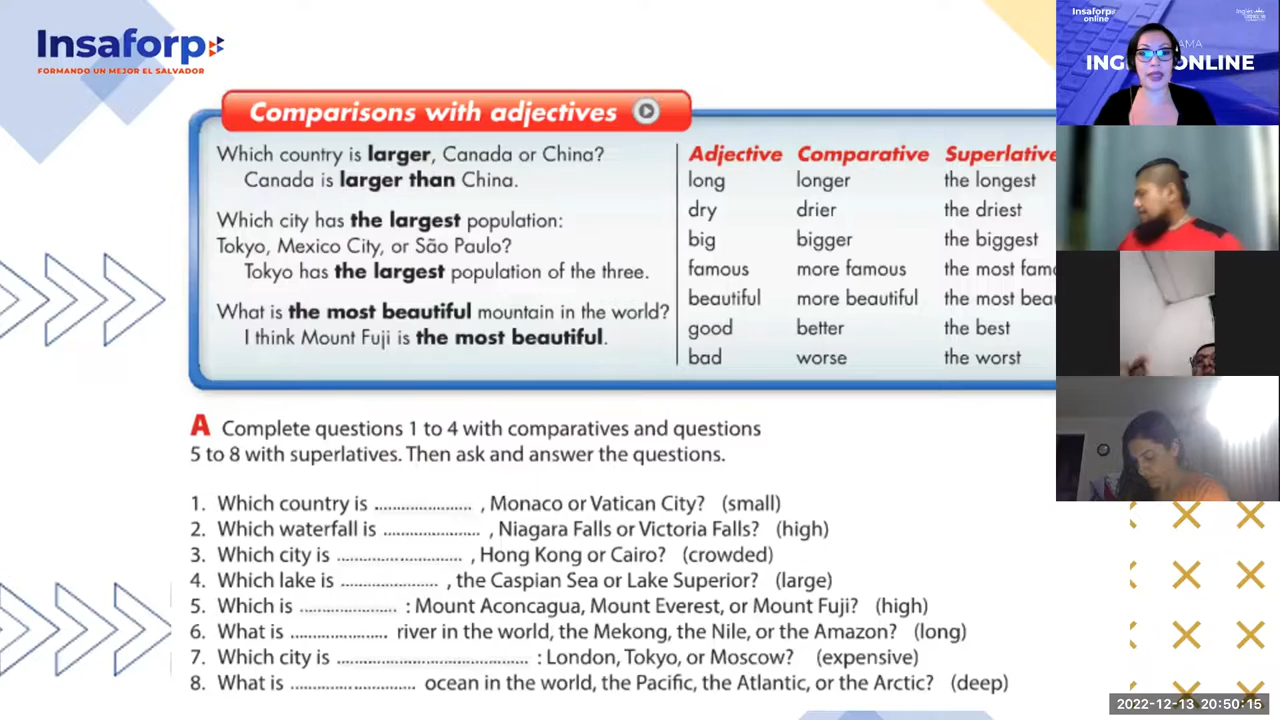 Insaforp
FORMANDO UN MEJOR EL SALVADOR
Comparisons with adjectives
Which country is larger, Canada or China?
Canada is larger than China.
Which city has the largest population:
Tokyo, Mexico City, or São Paulo?
Tokyo has the largest population of the three.
What is the most beautiful mountain in the world?
I think Mount Fuji is the most beautiful.
Adjective Comparative Superlative
long longer the longest
dry drier the driest
big bigger the biggest
famous more famous the most
beautiful more beautiful the most
good better the best
bad worse the worst
A Complete questions 1 to 4 with comparatives and questions
5 to 8 with superlatives. Then ask and answer the questions.
1. Which country is ...................... , Monaco or Vatican City? (small)
2. Which waterfall is ...................... , Niagara Falls or Victoria Falls? (high)
3. Which city is ............................. , Hong Kong or Cairo? (crowded)
4. Which lake is ...................... , the Caspian Sea or Lake Superior? (large)
5. Which is ...................... : Mount Aconcagua, Mount Everest, or Mount Fuji? (high)
6. What is ...................... river in the world, the Mekong, the Nile, or the Amazon? (long)
7. Which city is ............................................ : London, Tokyo, or Moscow? (expensive)
8. What is ............................. ocean in the world, the Pacific, the Atlantic, or the Arctic? (deep)
Insaforp
online
ONLINE
2022-12-13 20:50:15